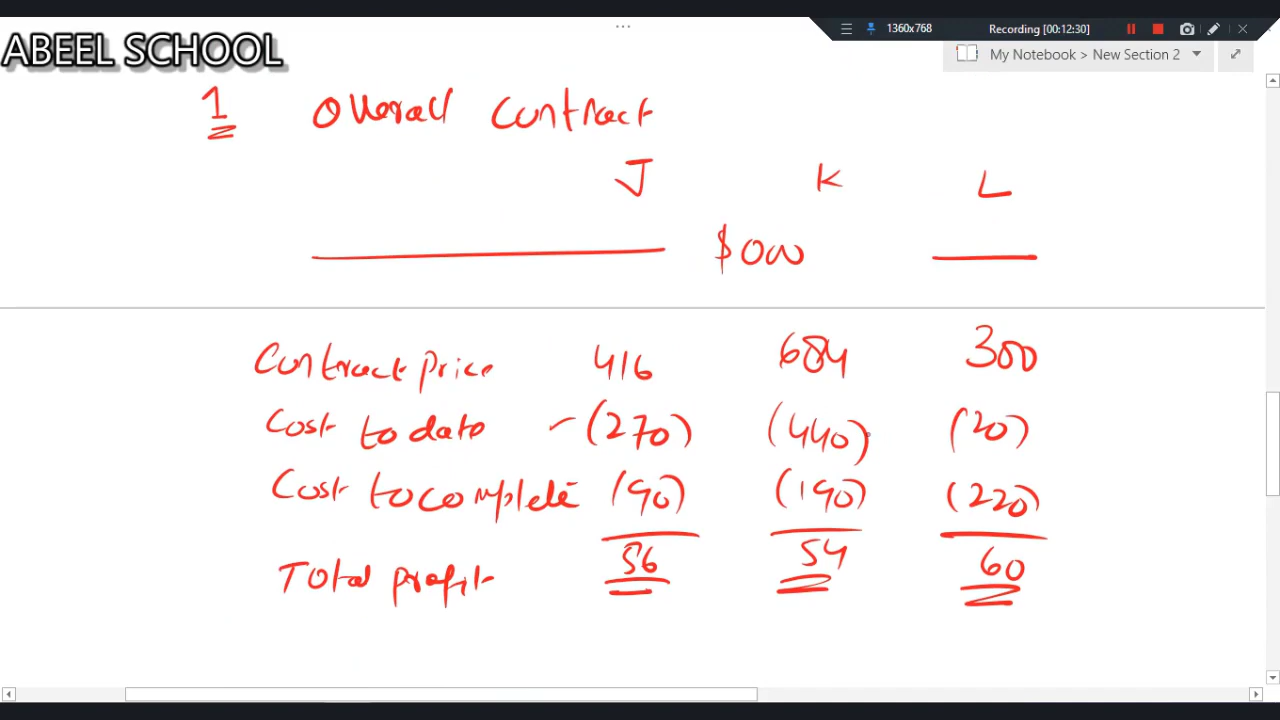 ABEEL SCHOOL
1360x768 Recording [00:12:30]
My Notebook > New Section 2
1 Overall contract
J K L
$000
Contract price 416 684 300
Cost to date (270) (440) (20)
Cost to complete (90) (190) (220)
Total profit 56 54 60